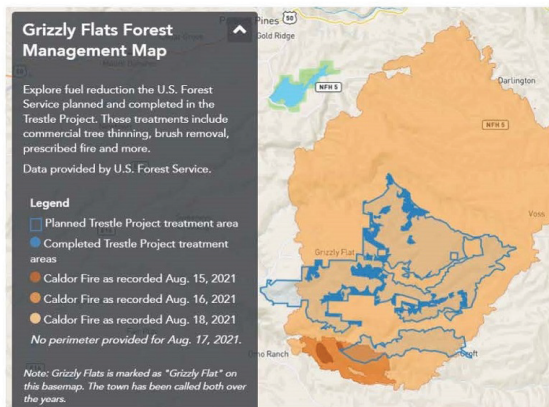 Grizzly Flats Forest
Management Map
Explore fuel reduction the U.S. Forest
Service planned and completed in the
Trestle Project. These treatments include
commercial tree thinning, brush removal,
prescribed fire and more.
Data provided by U.S. Forest Service.
Legend
Planned Trestle Project treatment area
Completed Trestle Project treatment
areas
Caldor Fire as recorded Aug. 15, 2021
Caldor Fire as recorded Aug. 16, 2021
Caldor Fire as recorded Aug. 18, 2021
No perimeter provided for Aug. 17, 2021.
Note: Grizzly Flats is marked as "Grizzly Flat" on
this basemap. The town has been called both over
the years.
Pines
50
Gold Ridge
NFH 5
Darlington
NFH 5
Voss
Grizzly Flat
Ranch